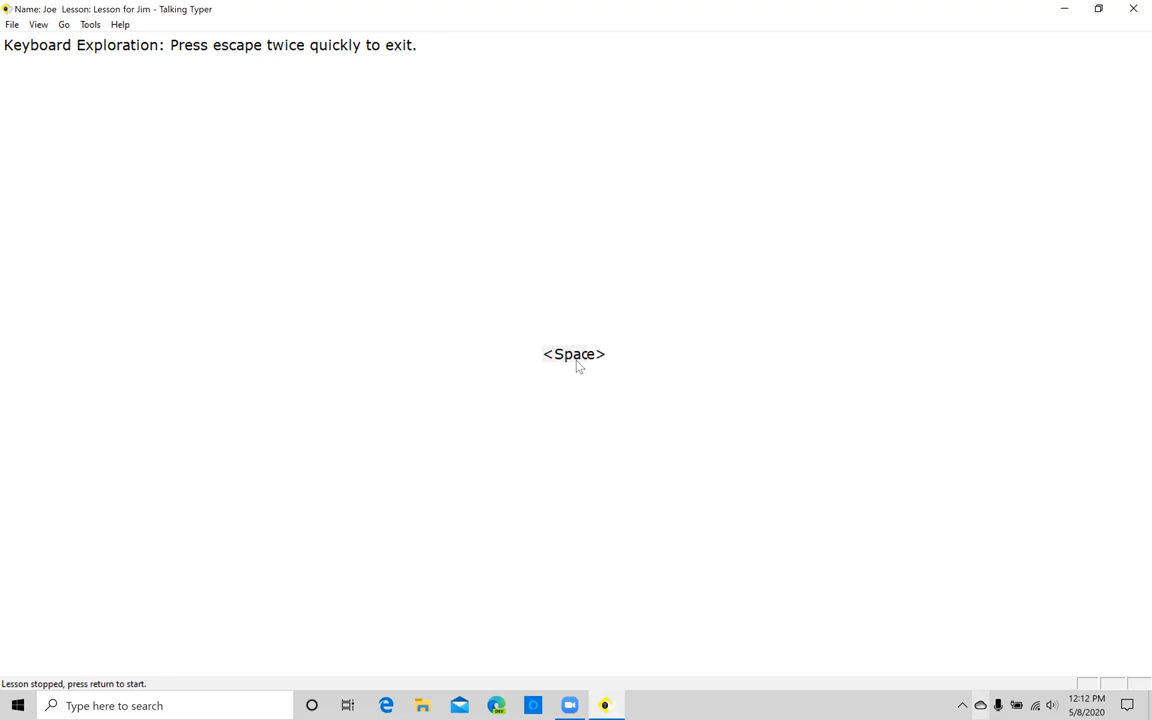 Name: Joe  Lesson: Lesson for Jim - Talking Typer
File View Go Tools Help
Keyboard Exploration: Press escape twice quickly to exit.
<Space>
Lesson stopped, press return to start.
Type here to search
DEV
12:12 PM
5/8/2020